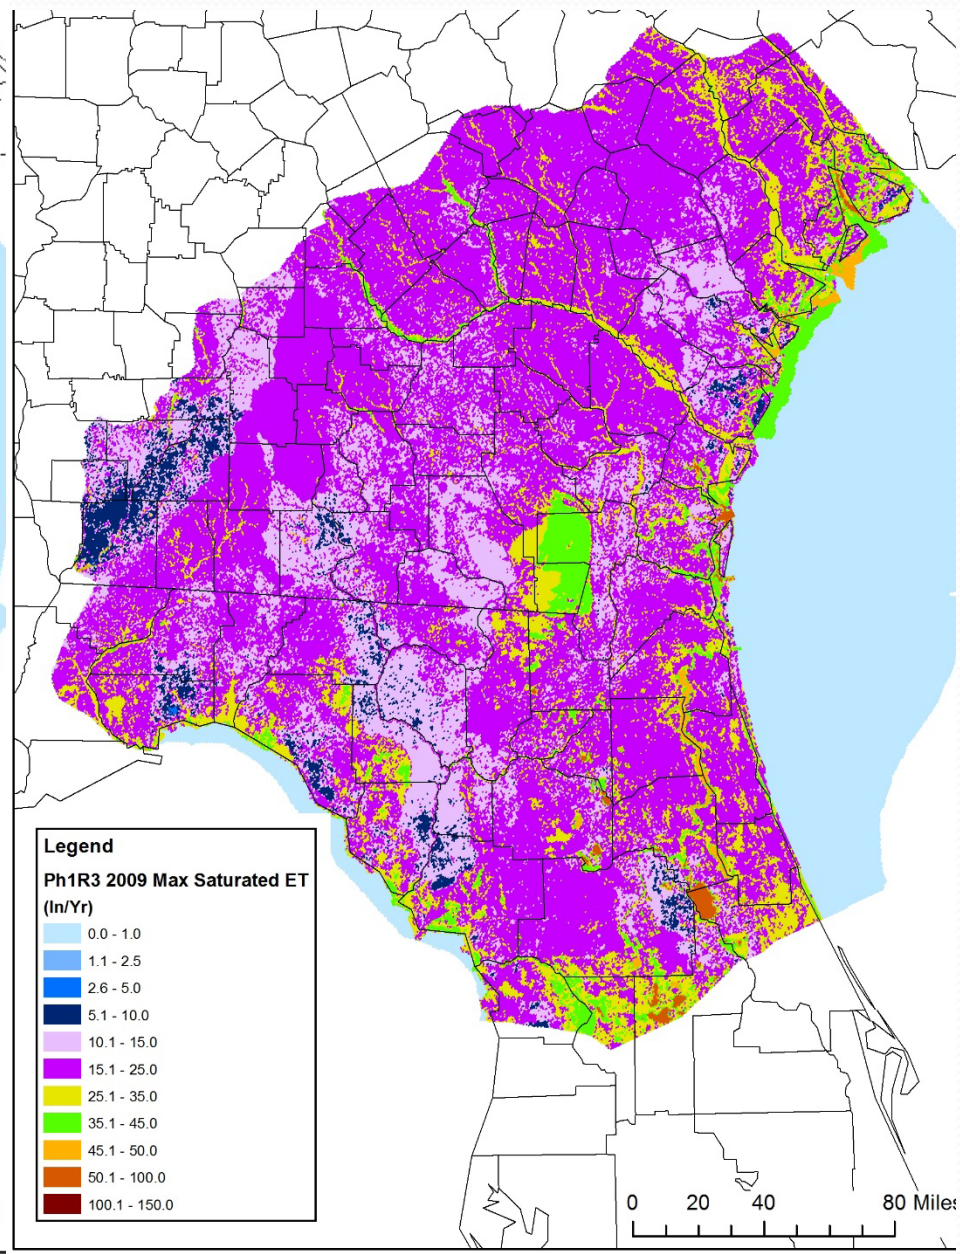 Legend
Ph1R3 2009 Max Saturated ET
(In/Yr)
0.0 - 1.0
1.1 - 2.5
2.6 - 5.0
5.1 - 10.0
10.1 - 15.0
15.1 - 25.0
25.1 - 35.0
35.1 - 45.0
45.1 - 50.0
50.1 - 100.0
100.1 - 150.0
0 20 40 80 Miles